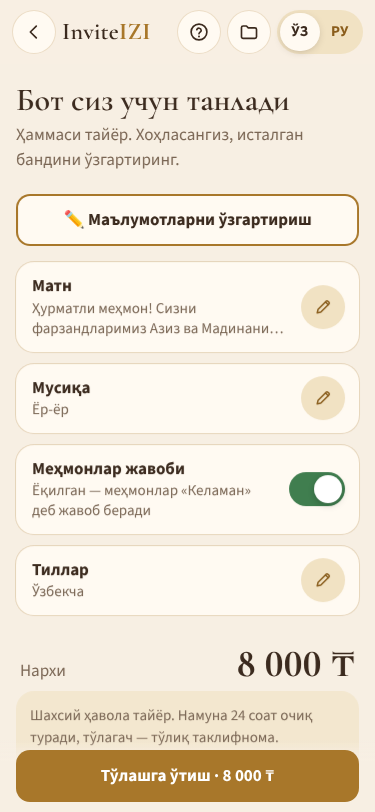 InviteIZI ЎЗ РУ
Бот сиз учун танлади
Ҳаммаси тайёр. Хоҳласангиз, исталган
бандини ўзгартиринг.
✏️ Маълумотларни ўзгартириш
Матн
Ҳурматли меҳмон! Сизни
фарзандларимиз Азиз ва Мадинани…
Мусиқа
Ёр-ёр
Меҳмонлар жавоби
Ёқилган — меҳмонлар «Келаман»
деб жавоб беради
Тиллар
Ўзбекча
Нархи 8 000 ₸
Шахсий ҳавола тайёр. Намуна 24 соат очиқ
туради, тўлагач — тўлиқ таклифнома.
Тўлашга ўтиш · 8 000 ₸